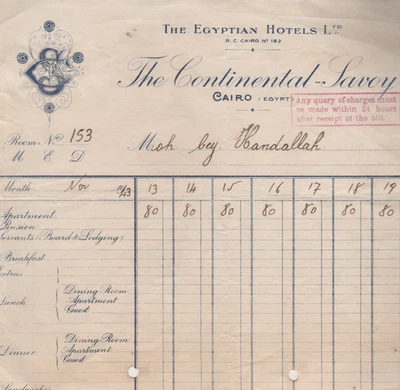 THE EGYPTIAN HOTELS LTD
R. C. CAIRO Nº 182
The Continental-Savoy
CAIRO (EGYPT)
Any quary of charges must
be made within 24 hours
after receipt of the bill.
Room Nº 153
M E D
Moh bey Handallah
Month Nov 13 14 15 16 17 18 19
Apartment 80 80 80 80 80 80 80
Pension
Servants (Board & Lodging)
Breakfast
Extras
Lunch
Dining Room
Apartment
Guest
Dinner
Dining Room
Apartment
Guest